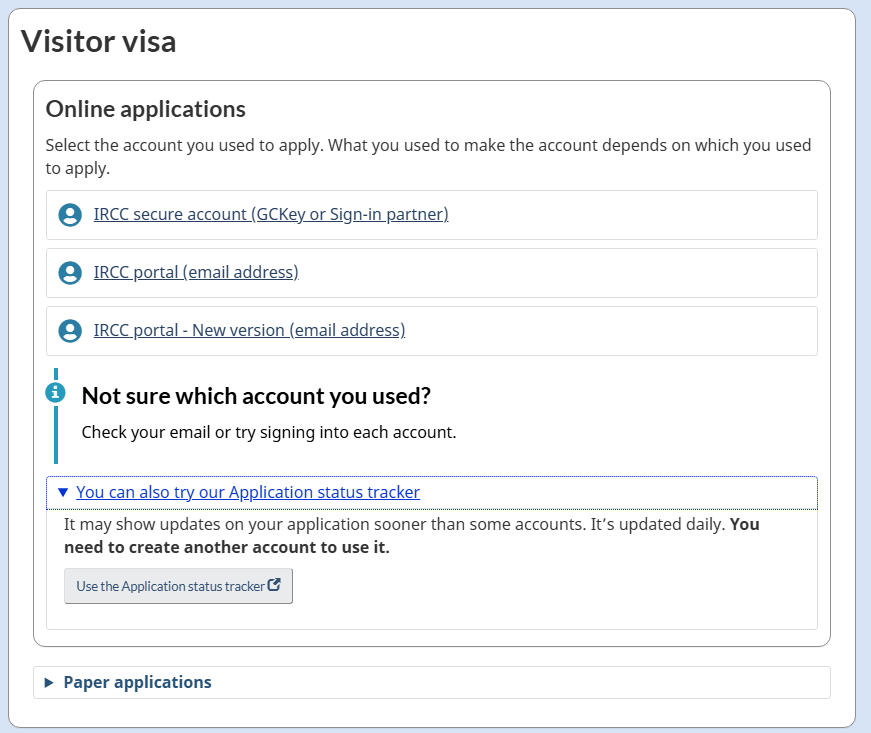 Visitor visa
Online applications
Select the account you used to apply. What you used to make the account depends on which you used
to apply.
IRCC secure account (GCKey or Sign-in partner)
IRCC portal (email address)
IRCC portal - New version (email address)
Not sure which account you used?
Check your email or try signing into each account.
You can also try our Application status tracker
It may show updates on your application sooner than some accounts. It’s updated daily. You
need to create another account to use it.
Use the Application status tracker
Paper applications